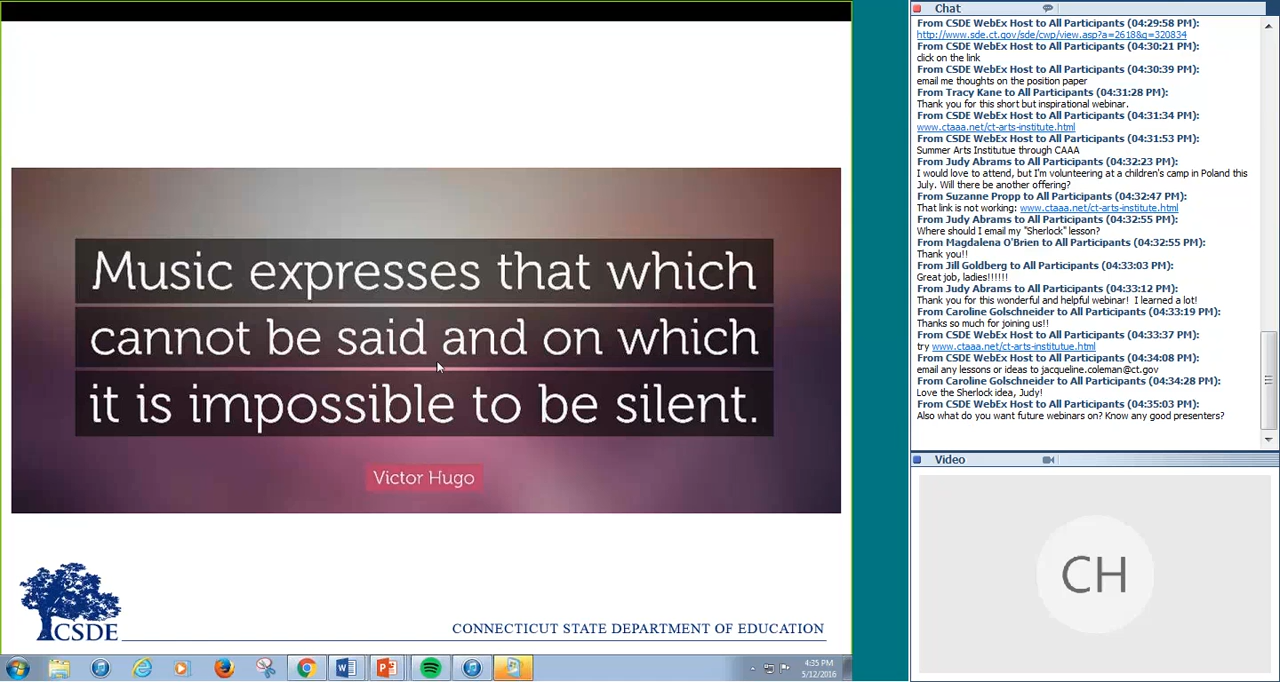 Music expresses that which
cannot be said and on which
it is impossible to be silent.
Victor Hugo
CSDE
CONNECTICUT STATE DEPARTMENT OF EDUCATION
4:35 PM
5/12/2016
Chat
From CSDE WebEx Host to All Participants (04:29:58 PM):
http://www.sde.ct.gov/sde/cwp/view.asp?a=2618&q=320834
From CSDE WebEx Host to All Participants (04:30:21 PM):
click on the link
From CSDE WebEx Host to All Participants (04:30:39 PM):
email me thoughts on the position paper
From Tracy Kane to All Participants (04:31:28 PM):
Thank you for this short but inspirational webinar.
From CSDE WebEx Host to All Participants (04:31:34 PM):
www.ctaaa.net/ct-arts-institute.html
From CSDE WebEx Host to All Participants (04:31:53 PM):
Summer Arts Institutue through CAAA
From Judy Abrams to All Participants (04:32:23 PM):
I would love to attend, but I'm volunteering at a children's camp in Poland this
July. Will there be another offering?
From Suzanne Propp to All Participants (04:32:47 PM):
That link is not working: www.ctaaa.net/ct-arts-institute.html
From Judy Abrams to All Participants (04:32:55 PM):
Where should I email my "Sherlock" lesson?
From Magdalena O'Brien to All Participants (04:32:55 PM):
Thank you!!
From Jill Goldberg to All Participants (04:33:03 PM):
Great job, ladies!!!!!!
From Judy Abrams to All Participants (04:33:12 PM):
Thank you for this wonderful and helpful webinar! I learned a lot!
From Caroline Golschneider to All Participants (04:33:19 PM):
Thanks so much for joining us!!
From CSDE WebEx Host to All Participants (04:33:37 PM):
try www.ctaaa.net/ct-arts-institutue.html
From CSDE WebEx Host to All Participants (04:34:08 PM):
email any lessons or ideas to jacqueline.coleman@ct.gov
From Caroline Golschneider to All Participants (04:34:28 PM):
Love the Sherlock idea, Judy!
From CSDE WebEx Host to All Participants (04:35:03 PM):
Also what do you want future webinars on? Know any good presenters?
Video
CH